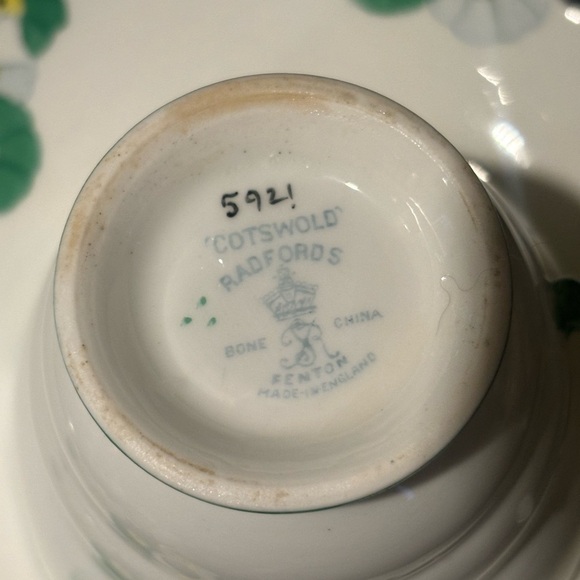 5921
'COTSWOLD'
RADFORDS
BONE CHINA
FENTON
MADE-IN-ENGLAND